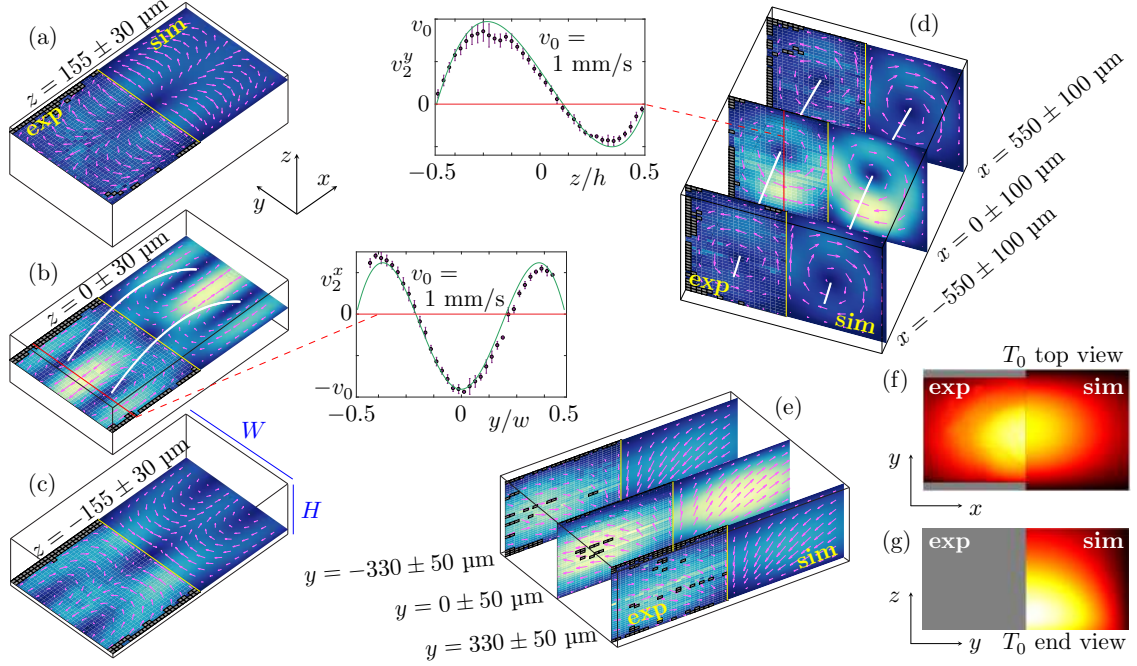 (a)
z = 155 ± 30 µm
sim
exp
z
x
y
v₀
v₂ʸ
0
v₀ =
1 mm/s
−0.5
0
z/h
0.5
(d)
x = 550 ± 100 µm
x = 0 ± 100 µm
x = −550 ± 100 µm
exp
sim
(b)
z = 0 ± 30 µm
v₂ˣ
0
−v₀
v₀ =
1 mm/s
−0.5
0
y/w
0.5
(c)
z = −155 ± 30 µm
W
H
(e)
y = −330 ± 50 µm
y = 0 ± 50 µm
y = 330 ± 50 µm
exp
sim
T₀ top view
(f)
exp
sim
y
x
(g)
exp
sim
z
y
T₀ end view